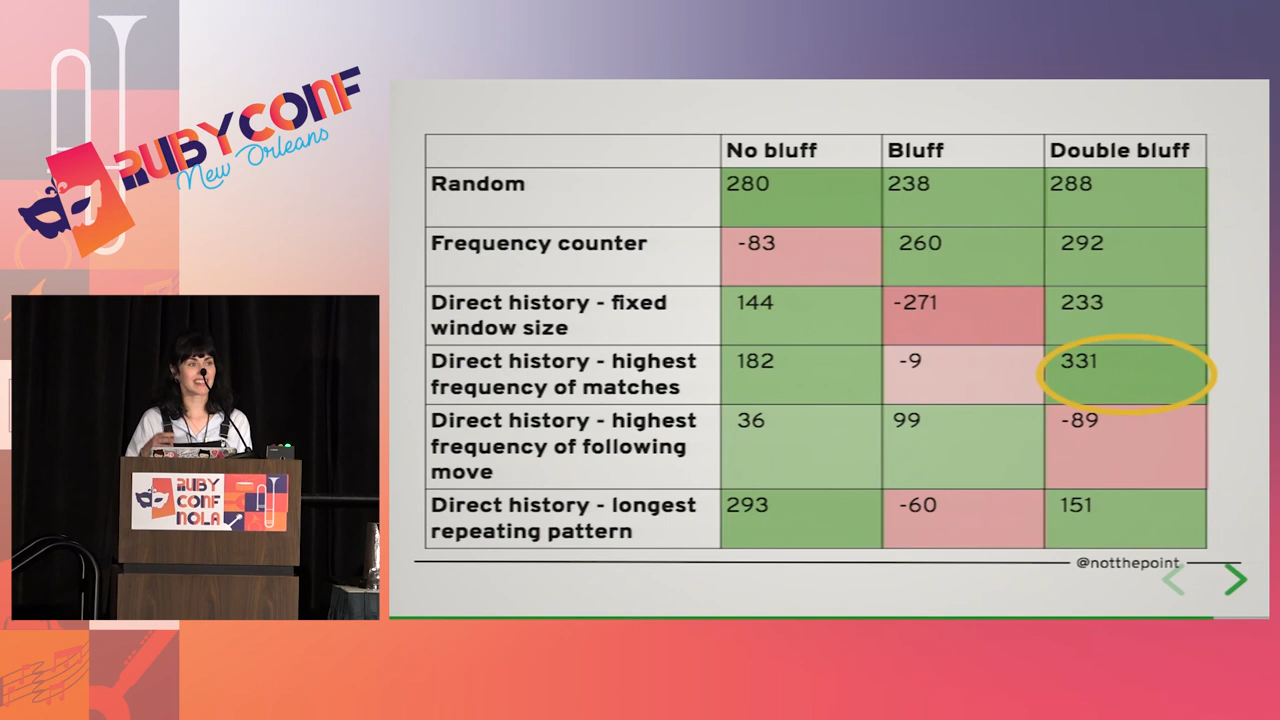 RUBYCONF
New Orleans
RUBY
CONF
NOLA
No bluff Bluff Double bluff
Random 280 238 288
Frequency counter -83 260 292
Direct history - fixed
window size 144 -271 233
Direct history - highest
frequency of matches 182 -9 331
Direct history - highest
frequency of following
move 36 99 -89
Direct history - longest
repeating pattern 293 -60 151
@notthepoint